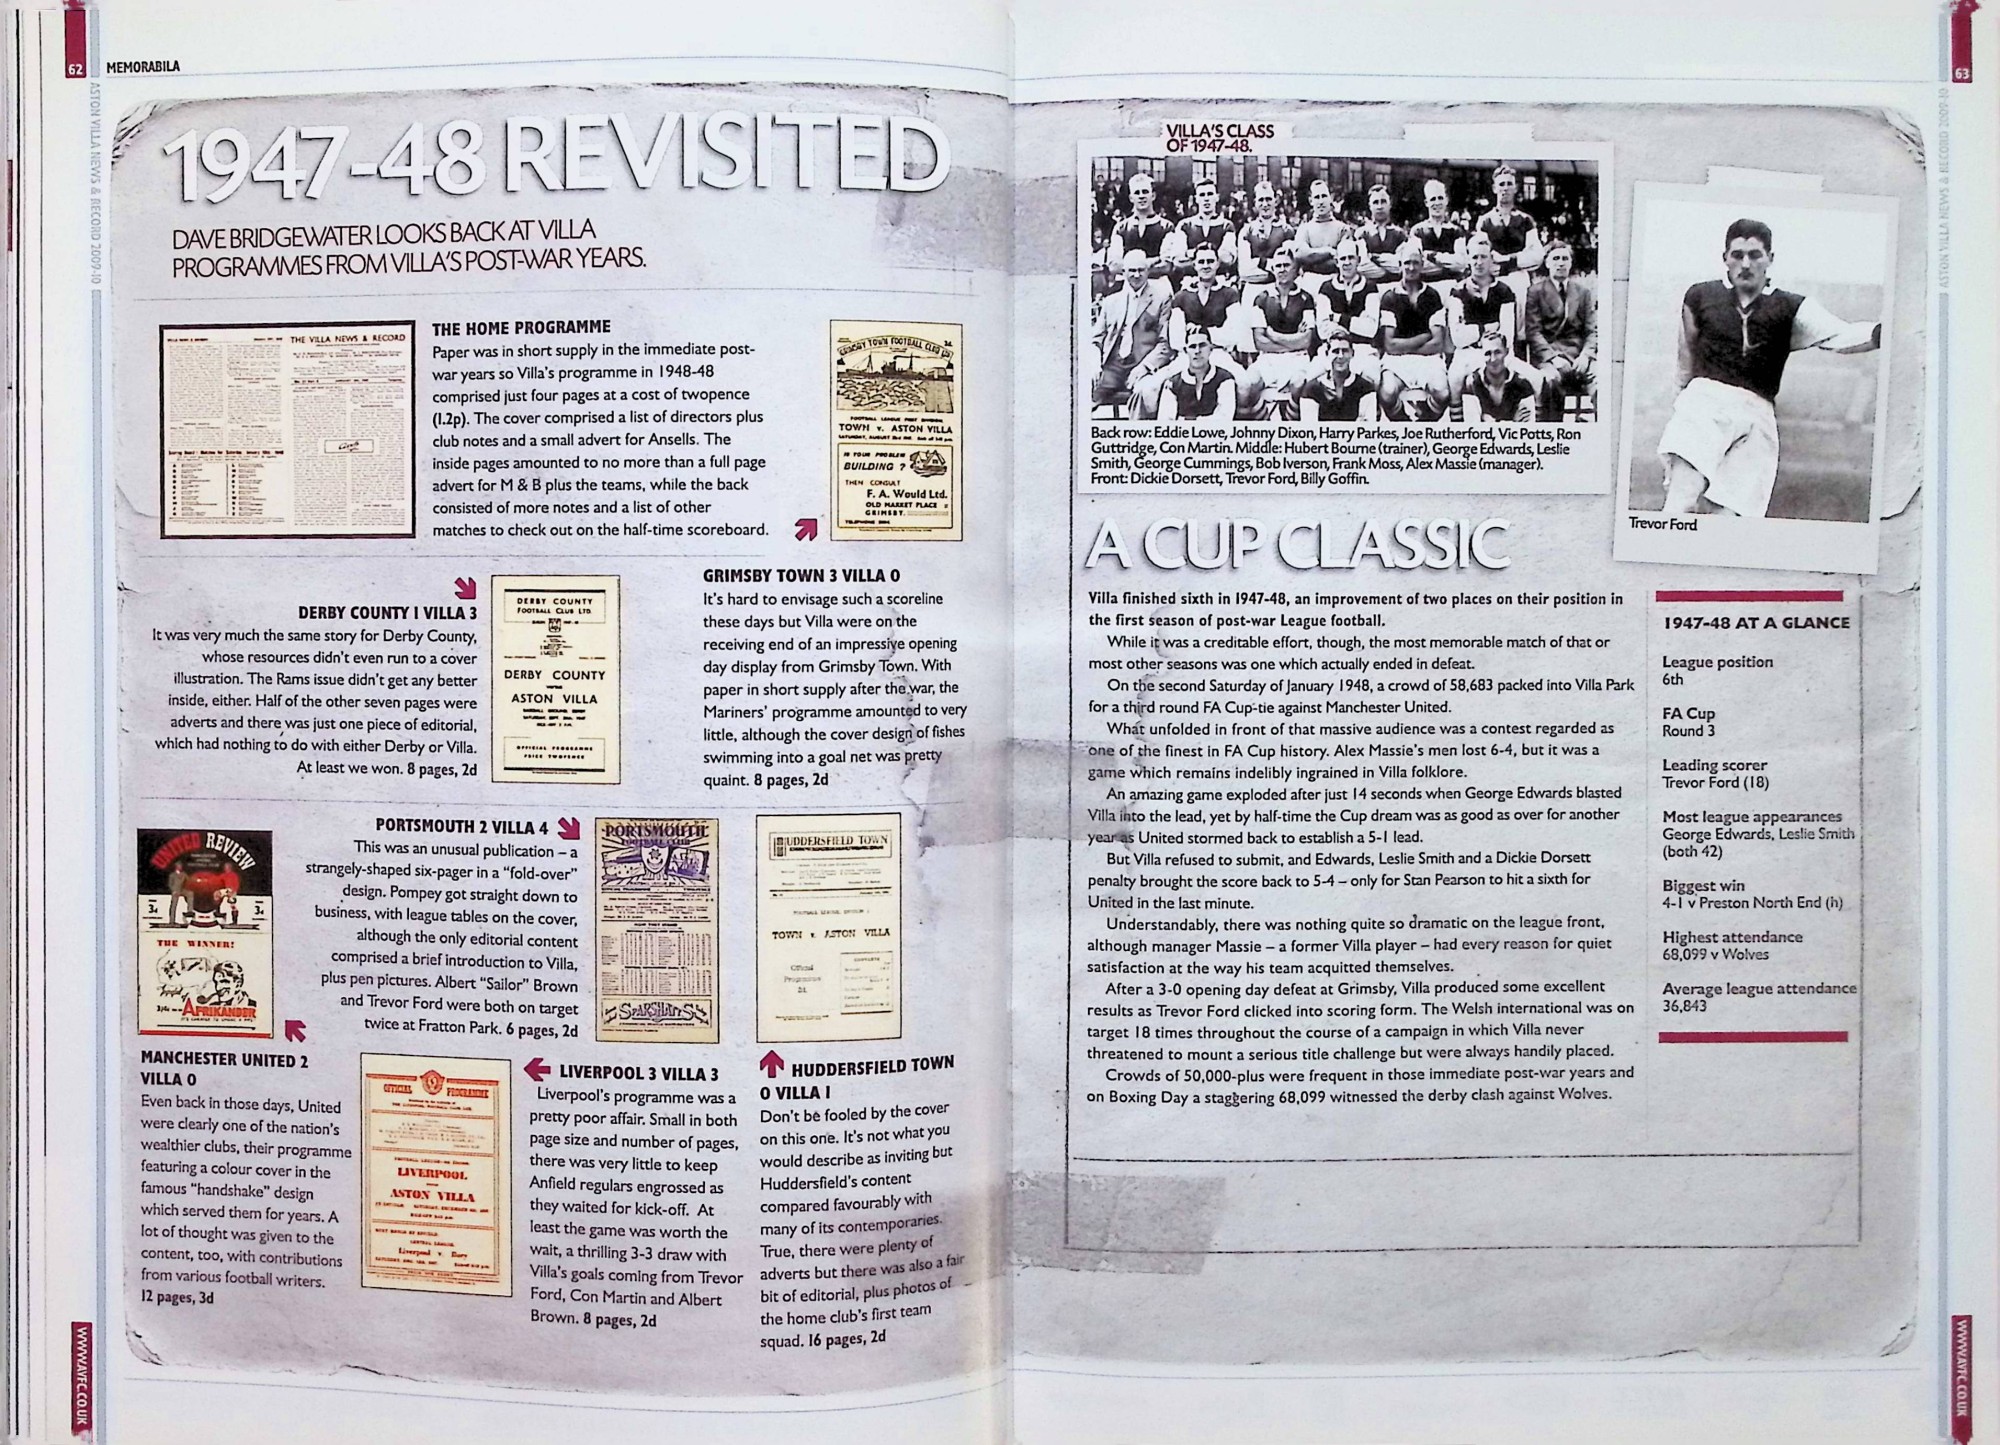 62
MEMORABILA
ASTON VILLA NEWS & RECORD 2009-10
1947-48 REVISITED
DAVE BRIDGEWATER LOOKS BACK AT VILLA
PROGRAMMES FROM VILLA'S POST-WAR YEARS.
THE VILLA NEWS & RECORD
THE HOME PROGRAMME
Paper was in short supply in the immediate post-
war years so Villa's programme in 1948-48
comprised just four pages at a cost of twopence
(1.2p). The cover comprised a list of directors plus
club notes and a small advert for Ansells. The
inside pages amounted to no more than a full page
advert for M & B plus the teams, while the back
consisted of more notes and a list of other
matches to check out on the half-time scoreboard.
GRIMSBY TOWN FOOTBALL CLUB LTD
TOWN v. ASTON VILLA
IS YOUR PROBLEM
BUILDING ?
THEN CONSULT
F. A. Would Ltd.
OLD MARKET PLACE
GRIMSBY.
DERBY COUNTY 1 VILLA 3
It was very much the same story for Derby County,
whose resources didn't even run to a cover
illustration. The Rams issue didn't get any better
inside, either. Half of the other seven pages were
adverts and there was just one piece of editorial,
which had nothing to do with either Derby or Villa.
At least we won. 8 pages, 2d
DERBY COUNTY
FOOTBALL CLUB LTD.
DERBY COUNTY
ASTON VILLA
OFFICIAL PROGRAMME
PRICE TWOPENCE
GRIMSBY TOWN 3 VILLA 0
It's hard to envisage such a scoreline
these days but Villa were on the
receiving end of an impressive opening
day display from Grimsby Town. With
paper in short supply after the war, the
Mariners' programme amounted to very
little, although the cover design of fishes
swimming into a goal net was pretty
quaint. 8 pages, 2d
UNITED REVIEW
3d
3d
THE WINNER!
AFRIKANDER
PORTSMOUTH 2 VILLA 4
This was an unusual publication – a
strangely-shaped six-pager in a "fold-over"
design. Pompey got straight down to
business, with league tables on the cover,
although the only editorial content
comprised a brief introduction to Villa,
plus pen pictures. Albert "Sailor" Brown
and Trevor Ford were both on target
twice at Fratton Park. 6 pages, 2d
PORTSMOUTH
FOOTBALL CLUB
HUDDERSFIELD TOWN
TOWN v. ASTON VILLA
Official
Programme
2d.
MANCHESTER UNITED 2
VILLA 0
Even back in those days, United
were clearly one of the nation's
wealthier clubs, their programme
featuring a colour cover in the
famous "handshake" design
which served them for years. A
lot of thought was given to the
content, too, with contributions
from various football writers.
12 pages, 3d
OFFICIAL PROGRAMME
LIVERPOOL
ASTON VILLA
Liverpool v. Bury
LIVERPOOL 3 VILLA 3
Liverpool's programme was a
pretty poor affair. Small in both
page size and number of pages,
there was very little to keep
Anfield regulars engrossed as
they waited for kick-off. At
least the game was worth the
wait, a thrilling 3-3 draw with
Villa's goals coming from Trevor
Ford, Con Martin and Albert
Brown. 8 pages, 2d
HUDDERSFIELD TOWN
0 VILLA 1
Don't be fooled by the cover
on this one. It's not what you
would describe as inviting but
Huddersfield's content
compared favourably with
many of its contemporaries.
True, there were plenty of
adverts but there was also a fair
bit of editorial, plus photos of
the home club's first team
squad. 16 pages, 2d
WWW.AVFC.CO.UK
63
ASTON VILLA NEWS & RECORD 2009-10
VILLA'S CLASS
OF 1947-48.
Back row: Eddie Lowe, Johnny Dixon, Harry Parkes, Joe Rutherford, Vic Potts, Ron
Guttridge, Con Martin. Middle: Hubert Bourne (trainer), George Edwards, Leslie
Smith, George Cummings, Bob Iverson, Frank Moss, Alex Massie (manager).
Front: Dickie Dorsett, Trevor Ford, Billy Goffin.
Trevor Ford
A CUP CLASSIC
Villa finished sixth in 1947-48, an improvement of two places on their position in
the first season of post-war League football.
While it was a creditable effort, though, the most memorable match of that or
most other seasons was one which actually ended in defeat.
On the second Saturday of January 1948, a crowd of 58,683 packed into Villa Park
for a third round FA Cup-tie against Manchester United.
What unfolded in front of that massive audience was a contest regarded as
one of the finest in FA Cup history. Alex Massie's men lost 6-4, but it was a
game which remains indelibly ingrained in Villa folklore.
An amazing game exploded after just 14 seconds when George Edwards blasted
Villa into the lead, yet by half-time the Cup dream was as good as over for another
year as United stormed back to establish a 5-1 lead.
But Villa refused to submit, and Edwards, Leslie Smith and a Dickie Dorsett
penalty brought the score back to 5-4 – only for Stan Pearson to hit a sixth for
United in the last minute.
Understandably, there was nothing quite so dramatic on the league front,
although manager Massie – a former Villa player – had every reason for quiet
satisfaction at the way his team acquitted themselves.
After a 3-0 opening day defeat at Grimsby, Villa produced some excellent
results as Trevor Ford clicked into scoring form. The Welsh international was on
target 18 times throughout the course of a campaign in which Villa never
threatened to mount a serious title challenge but were always handily placed.
Crowds of 50,000-plus were frequent in those immediate post-war years and
on Boxing Day a staggering 68,099 witnessed the derby clash against Wolves.
1947-48 AT A GLANCE
League position
6th
FA Cup
Round 3
Leading scorer
Trevor Ford (18)
Most league appearances
George Edwards, Leslie Smith
(both 42)
Biggest win
4-1 v Preston North End (h)
Highest attendance
68,099 v Wolves
Average league attendance
36,843
WWW.AVFC.CO.UK